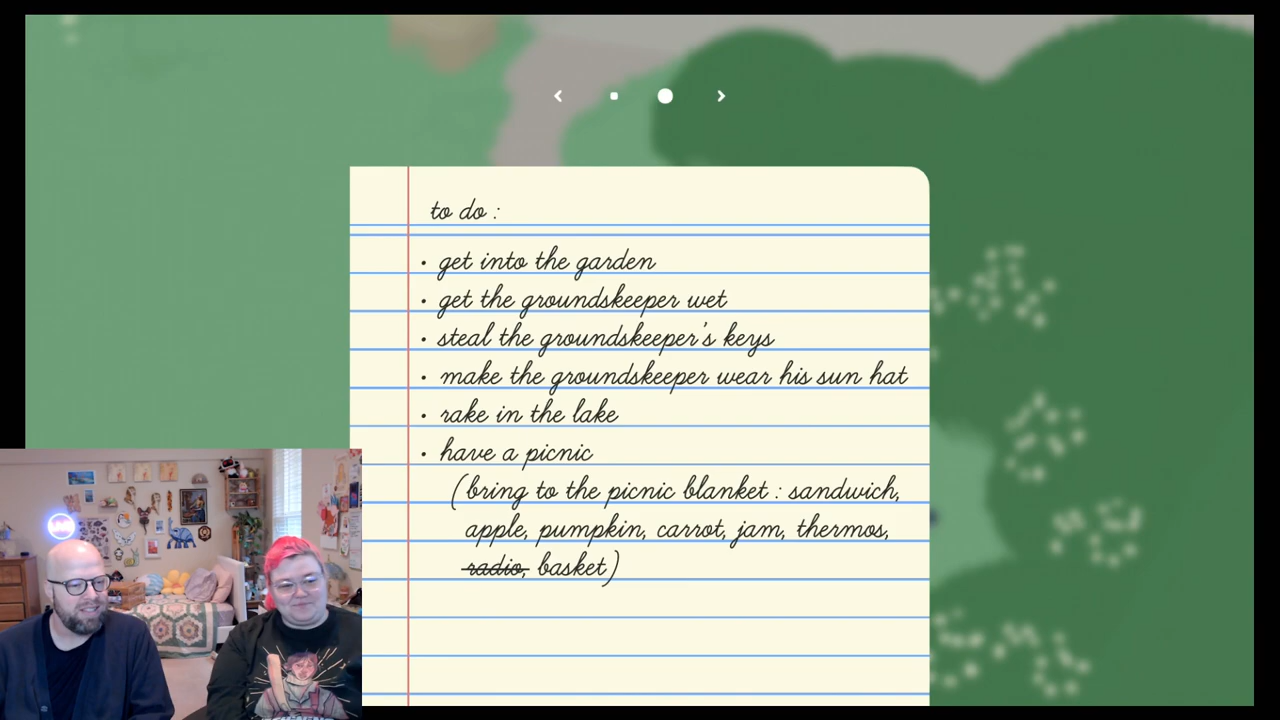 to do :
• get into the garden
• get the groundskeeper wet
• steal the groundskeeper's keys
• make the groundskeeper wear his sun hat
• rake in the lake
• have a picnic
(bring to the picnic blanket : sandwich,
apple, pumpkin, carrot, jam, thermos,
radio, basket)